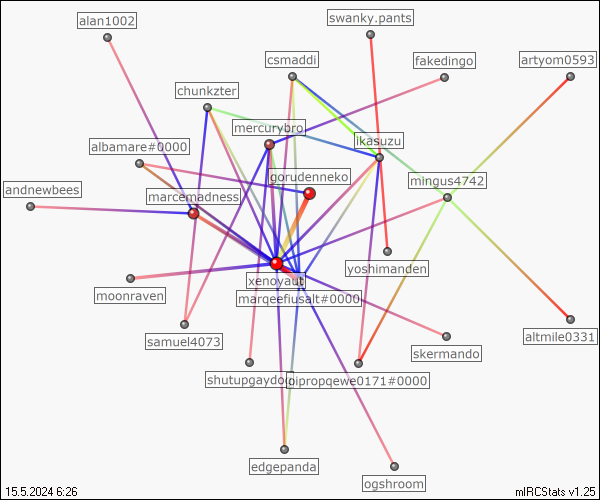 alan1002
swanky.pants
csmaddi
fakedingo
artyom0593
chunkzter
mercurybro
albamare#0000
ikasuzu
gorudenneko
mingus4742
andnewbees
marcemadness
yoshimanden
xenoyaut
moonraven
marqeefiusalt#0000
samuel4073
altmile0331
skermando
shutupgaydo
oipropqewe0171#0000
edgepanda
ogshroom
15.5.2024 6:26
mIRCStats v1.25